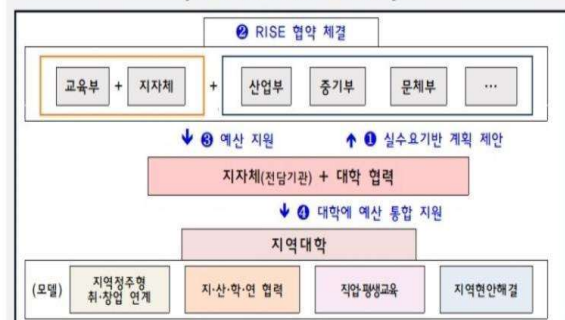 ❷ RISE 협약 체결
교육부 + 지자체 + 산업부 중기부 문체부 …
↓ ❸ 예산 지원 ↑ ❶ 실수요기반 계획 제안
지자체(전담기관) + 대학 협력
↓ ❹ 대학에 예산 통합 지원
지역대학
(모델)
지역정주형
취·창업 연계
지·산·학·연 협력
직업·평생교육
지역현안해결